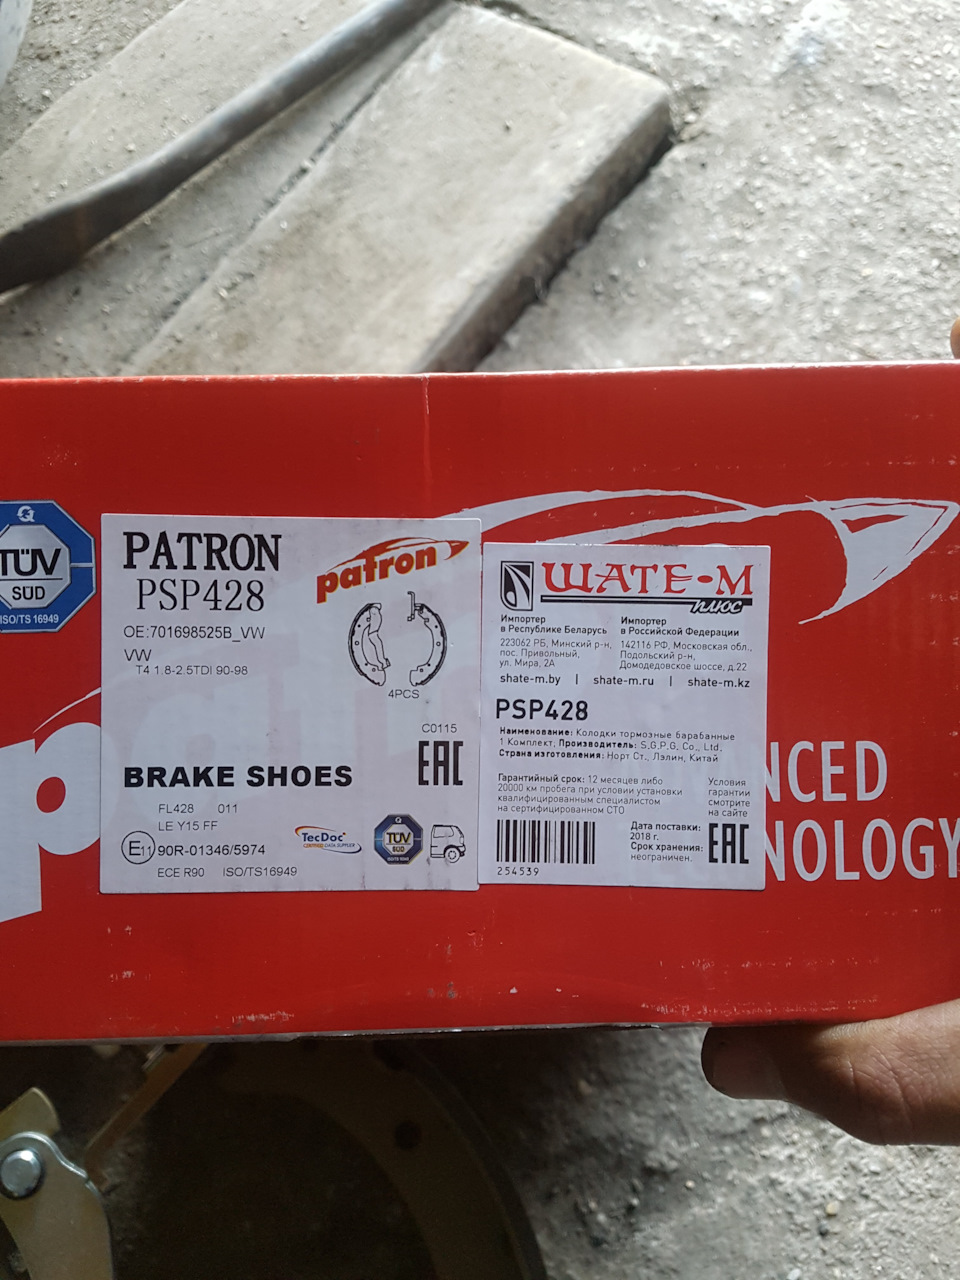 TÜV
SÜD
ISO/TS 16949
PATRON
PSP428
patron
OE:701698525B_VW
VW
T4 1.8-2.5TDI 90-98
4PCS
C0115
EAC
BRAKE SHOES
FL428 011
LE Y15 FF
E11 90R-01346/5974
ECE R90 ISO/TS16949
TecDoc
CERTIFIED DATA SUPPLIER
TÜV
SÜD
ШАТЕ-М
плюс
Импортер
в Республике Беларусь
223062 РБ, Минский р-н,
пос. Привольный,
ул. Мира, 2А
Импортер
в Российской Федерации
142116 РФ, Московская обл.,
Подольский р-н,
Домодедовское шоссе, д.22
shate-m.by | shate-m.ru | shate-m.kz
PSP428
Наименование: Колодки тормозные барабанные
1 Комплект, Производитель: S.G.P.G. Co., Ltd,
Страна изготовления: Норт Ст., Лэлин, Китай
Гарантийный срок: 12 месяцев либо
20000 км пробега при условии установки
квалифицированным специалистом
на сертифицированном СТО
Условия
гарантии
смотрите
на сайте
254539
Дата поставки:
2018 г.
Срок хранения:
неограничен.
EAC
NCED
NOLOGY